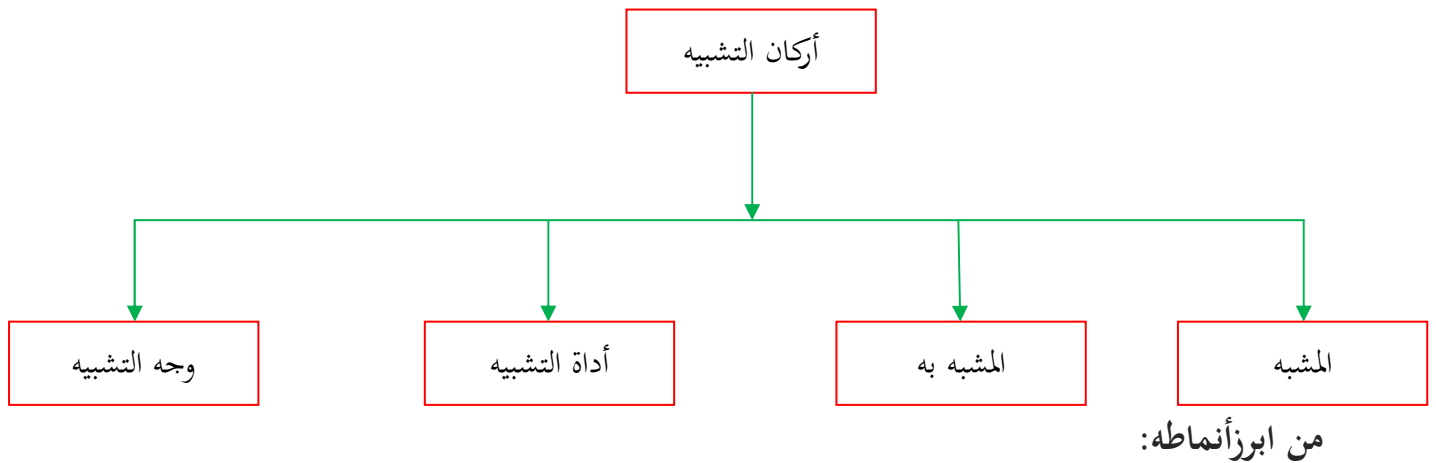 أركان التشبيه
المشبه
المشبه به
أداة التشبيه
وجه التشبيه
من ابرزأنماطه: